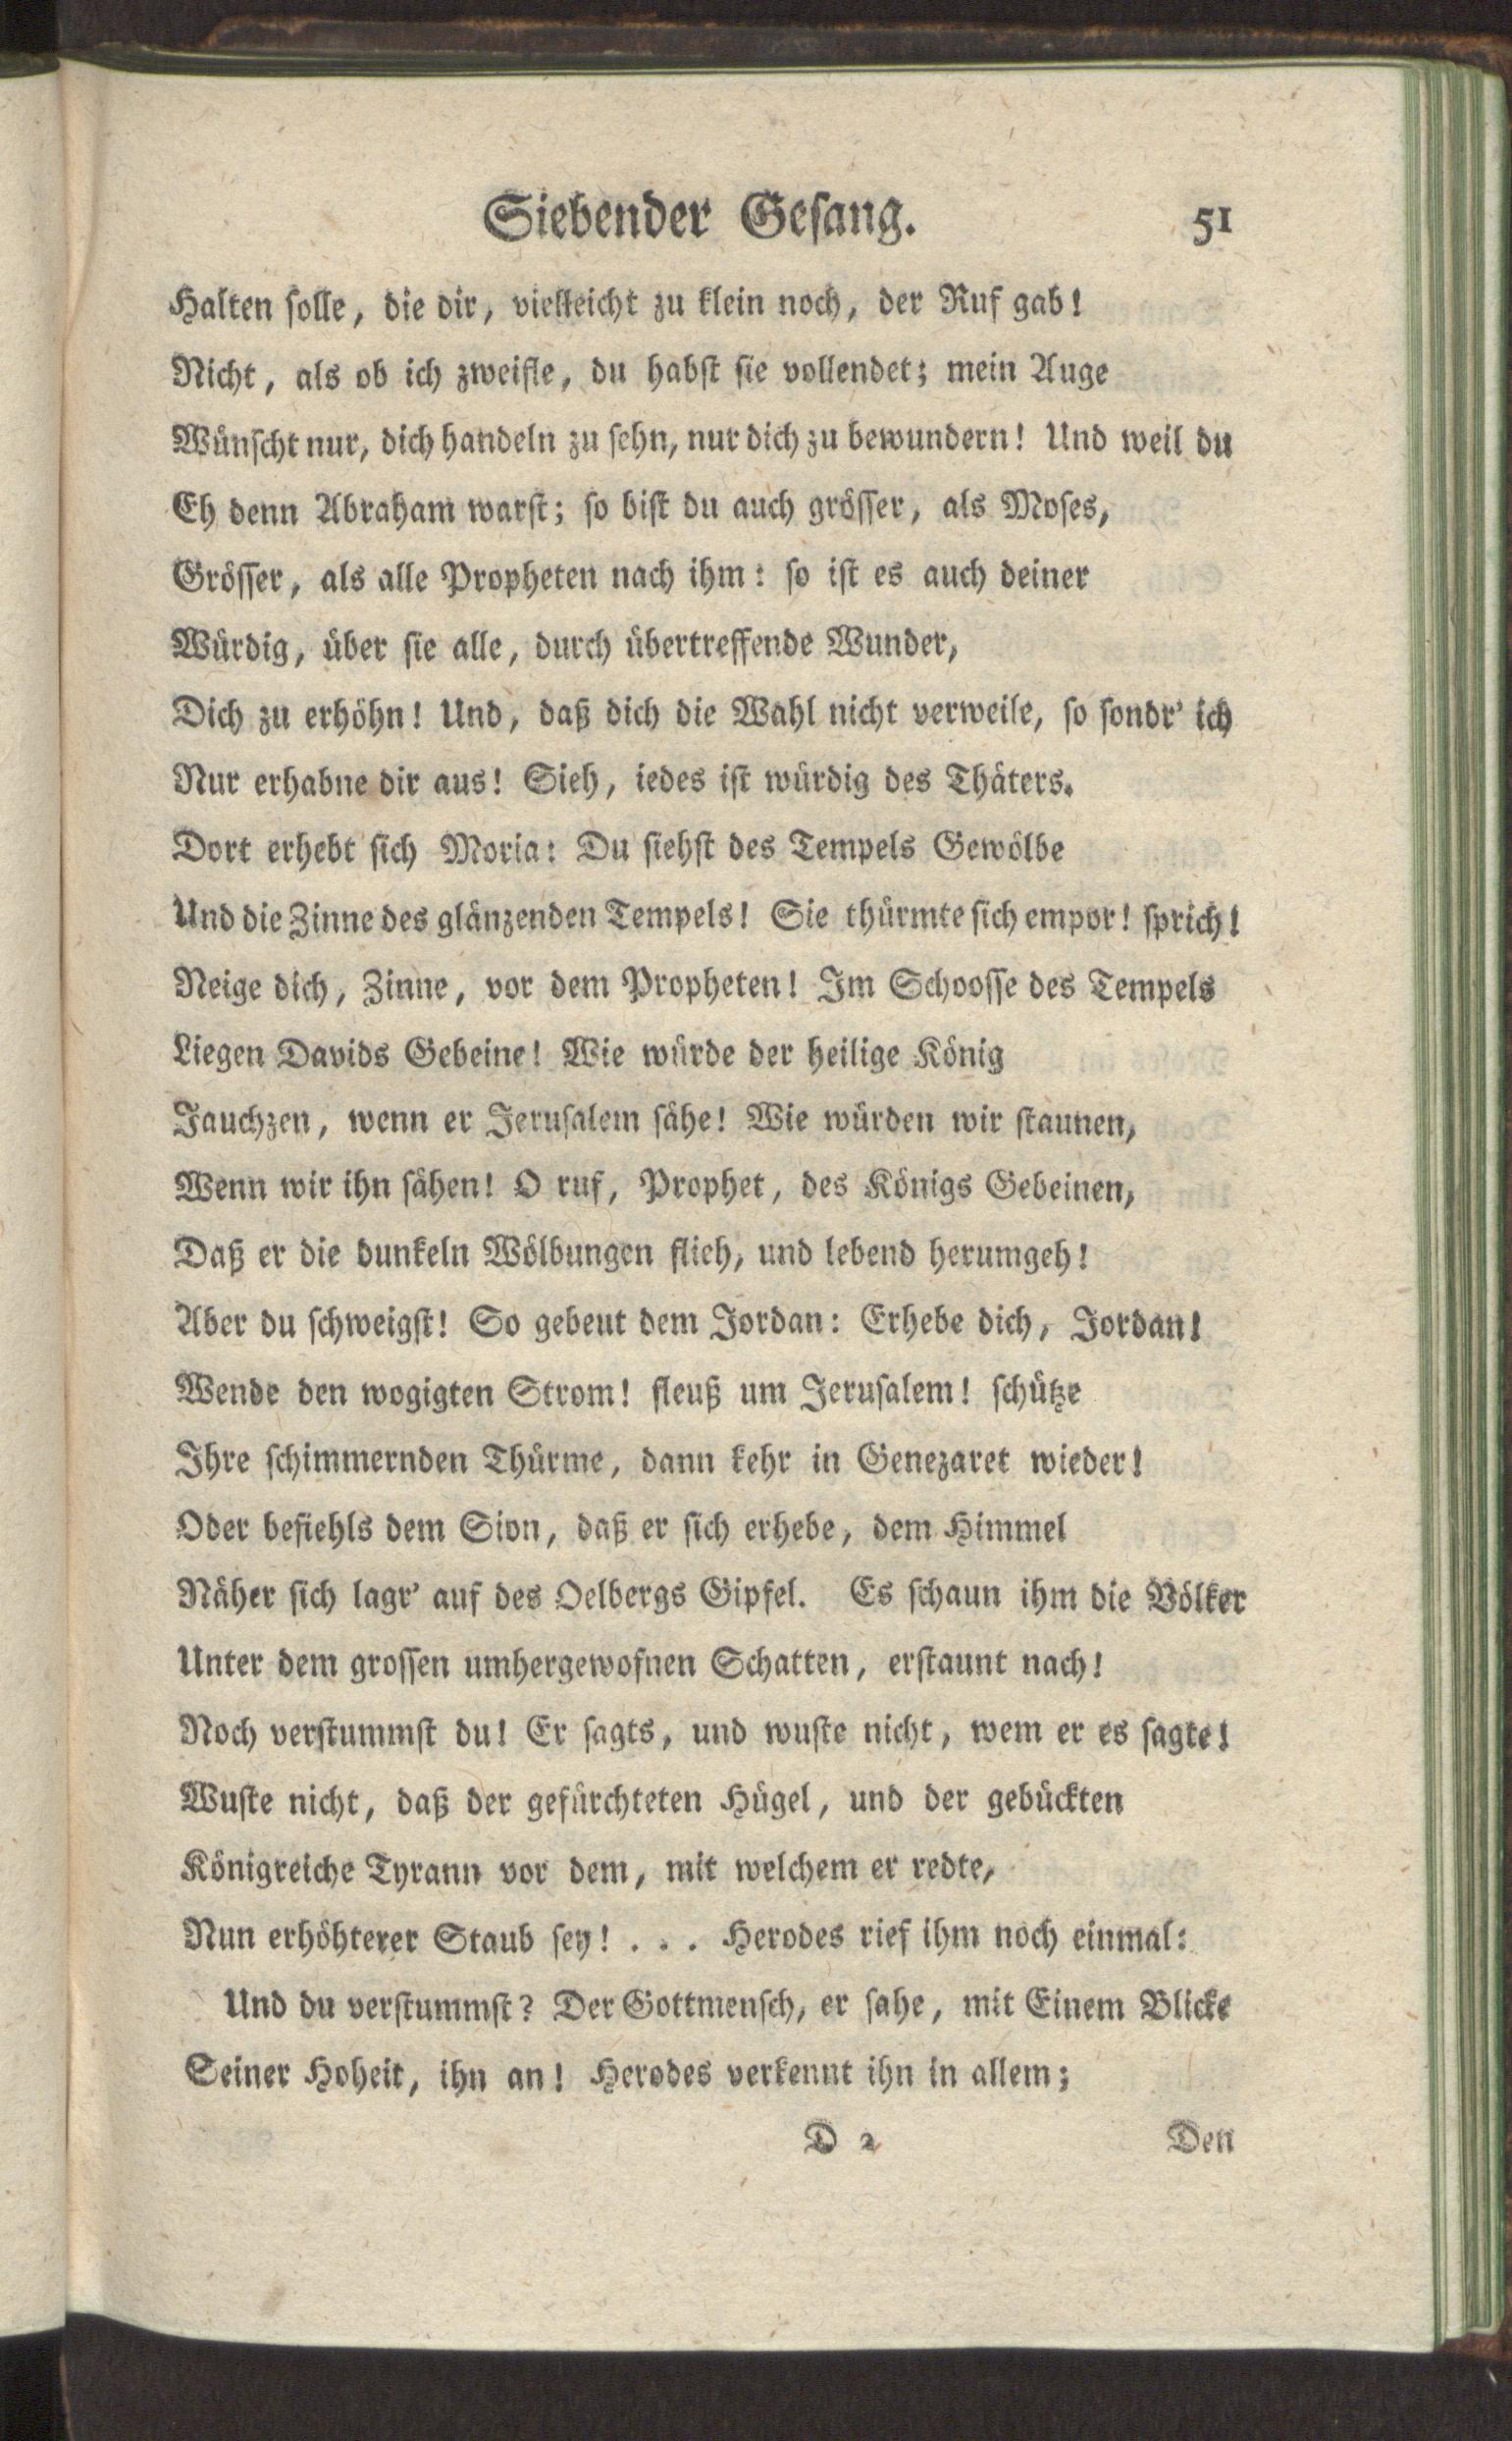 Siebender Gesang. 51
Halten solle, die dir, vielleicht zu klein noch, der Ruf gab!
Nicht, als ob ich zweifle, du habst sie vollendet; mein Auge
Wünscht nur, dich handeln zu sehn, nur dich zu bewundern! Und weil du
Eh denn Abraham warst; so bist du auch grösser, als Moses,
Grösser, als alle Propheten nach ihm: so ist es auch deiner
Würdig, über sie alle, durch übertreffende Wunder,
Dich zu erhöhn! Und, daß dich die Wahl nicht verweile, so sondr' ich
Nur erhabne dir aus! Sieh, iedes ist würdig des Thäters.
Dort erhebt sich Moria: Du siehst des Tempels Gewölbe
Und die Zinne des glänzenden Tempels! Sie thürmte sich empor! sprich!
Neige dich, Zinne, vor dem Propheten! Im Schoosse des Tempels
Liegen Davids Gebeine! Wie würde der heilige König
Jauchzen, wenn er Jerusalem sähe! Wie würden wir staunen,
Wenn wir ihn sähen! O ruf, Prophet, des Königs Gebeinen,
Daß er die dunkeln Wölbungen flieh, und lebend herumgeh!
Aber du schweigst! So gebeut dem Jordan: Erhebe dich, Jordan!
Wende den wogigten Strom! fleuß um Jerusalem! schütze
Ihre schimmernden Thürme, dann kehr in Genezaret wieder!
Oder befiehls dem Sion, daß er sich erhebe, dem Himmel
Näher sich lagr' auf des Oelbergs Gipfel. Es schaun ihm die Völker
Unter dem grossen umhergewofnen Schatten, erstaunt nach!
Noch verstummst du! Er sagts, und wuste nicht, wem er es sagte!
Wuste nicht, daß der gefürchteten Hügel, und der gebückten
Königreiche Tyrann vor dem, mit welchem er redte,
Nun erhöhterer Staub sey! . . . Herodes rief ihm noch einmal:
Und du verstummst? Der Gottmensch, er sahe, mit Einem Blicke
Seiner Hoheit, ihn an! Herodes verkennt ihn in allem;
D 2 Den